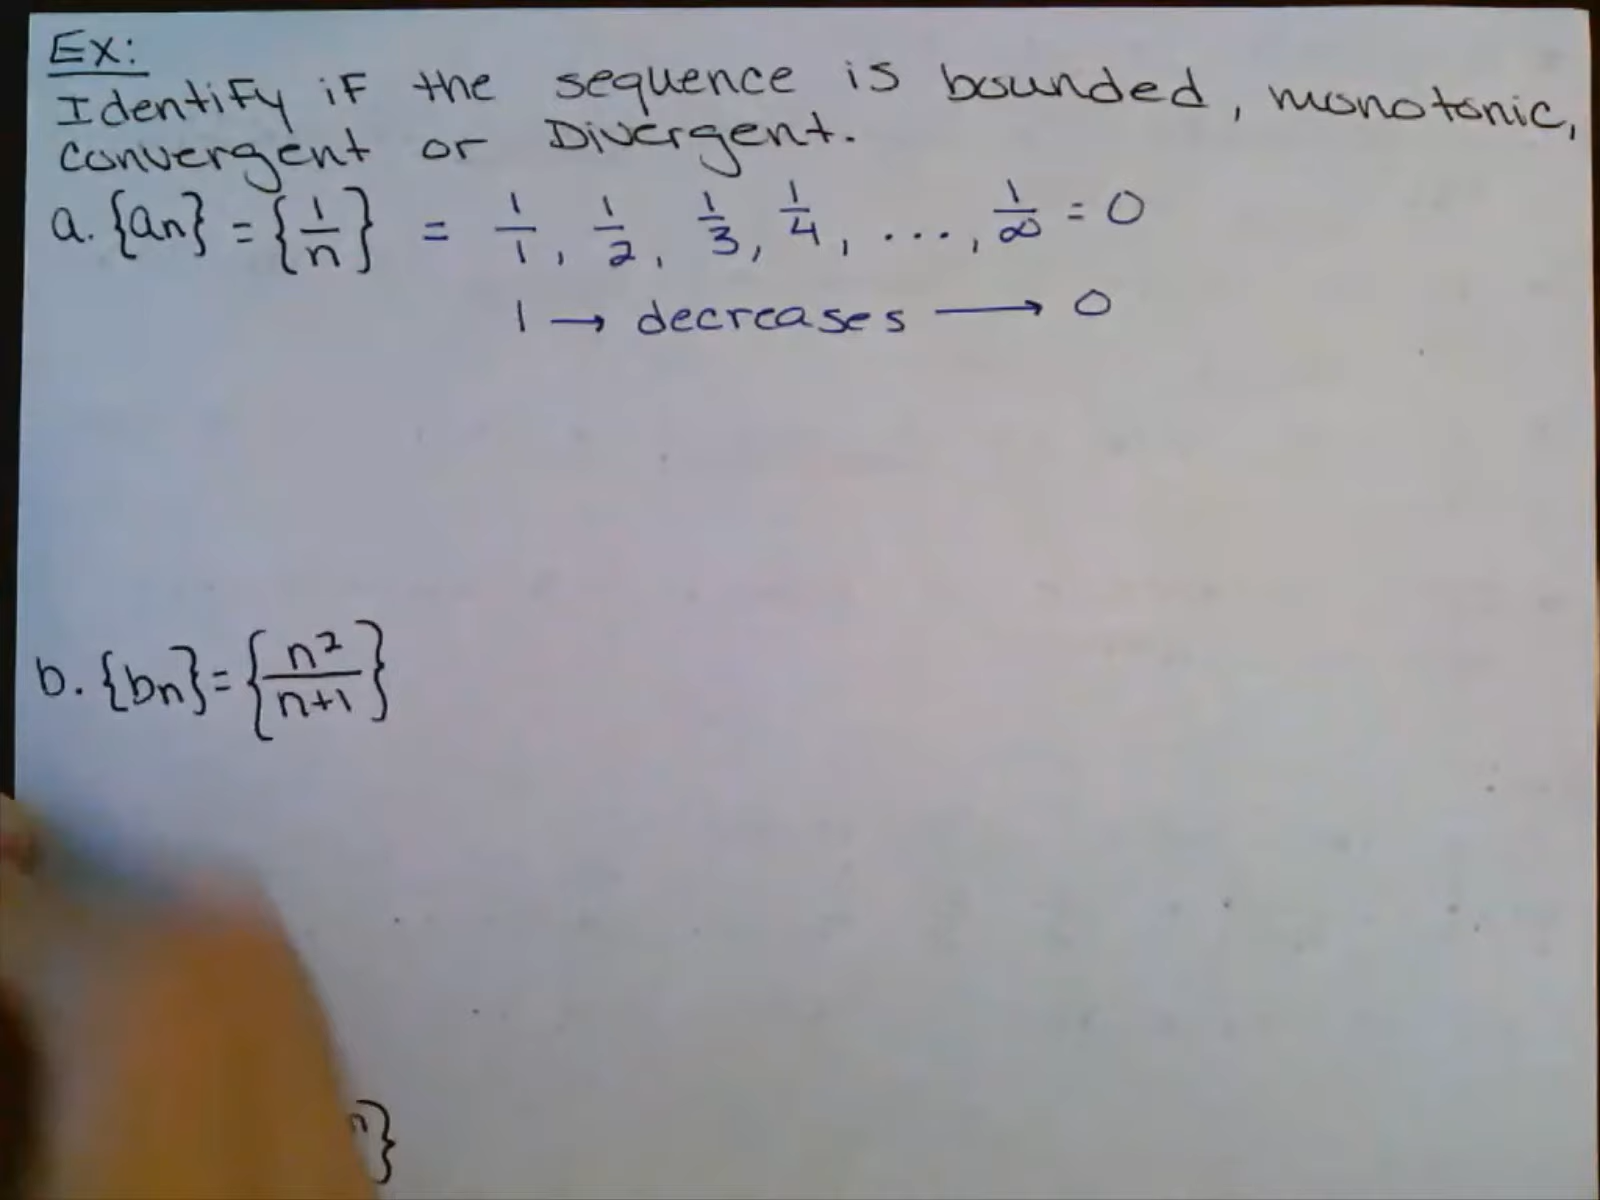 Ex:
Identify if the sequence is bounded, monotonic,
convergent or Divergent.
a. {an} = {1/n} = 1/1, 1/2, 1/3, 1/4, ..., 1/∞ = 0
1 → decreases → 0
b. {bn} = {n²/n+1}
n}